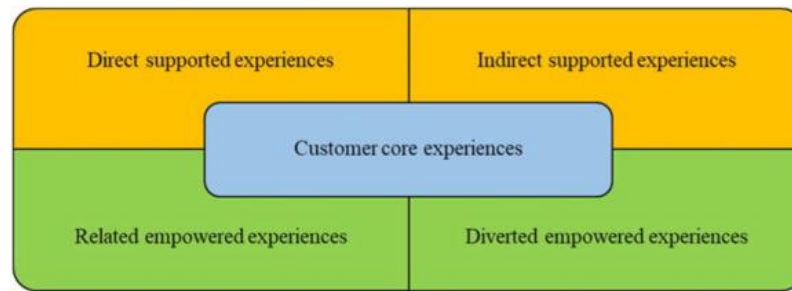 Direct supported experiences
Indirect supported experiences
Customer core experiences
Related empowered experiences
Diverted empowered experiences